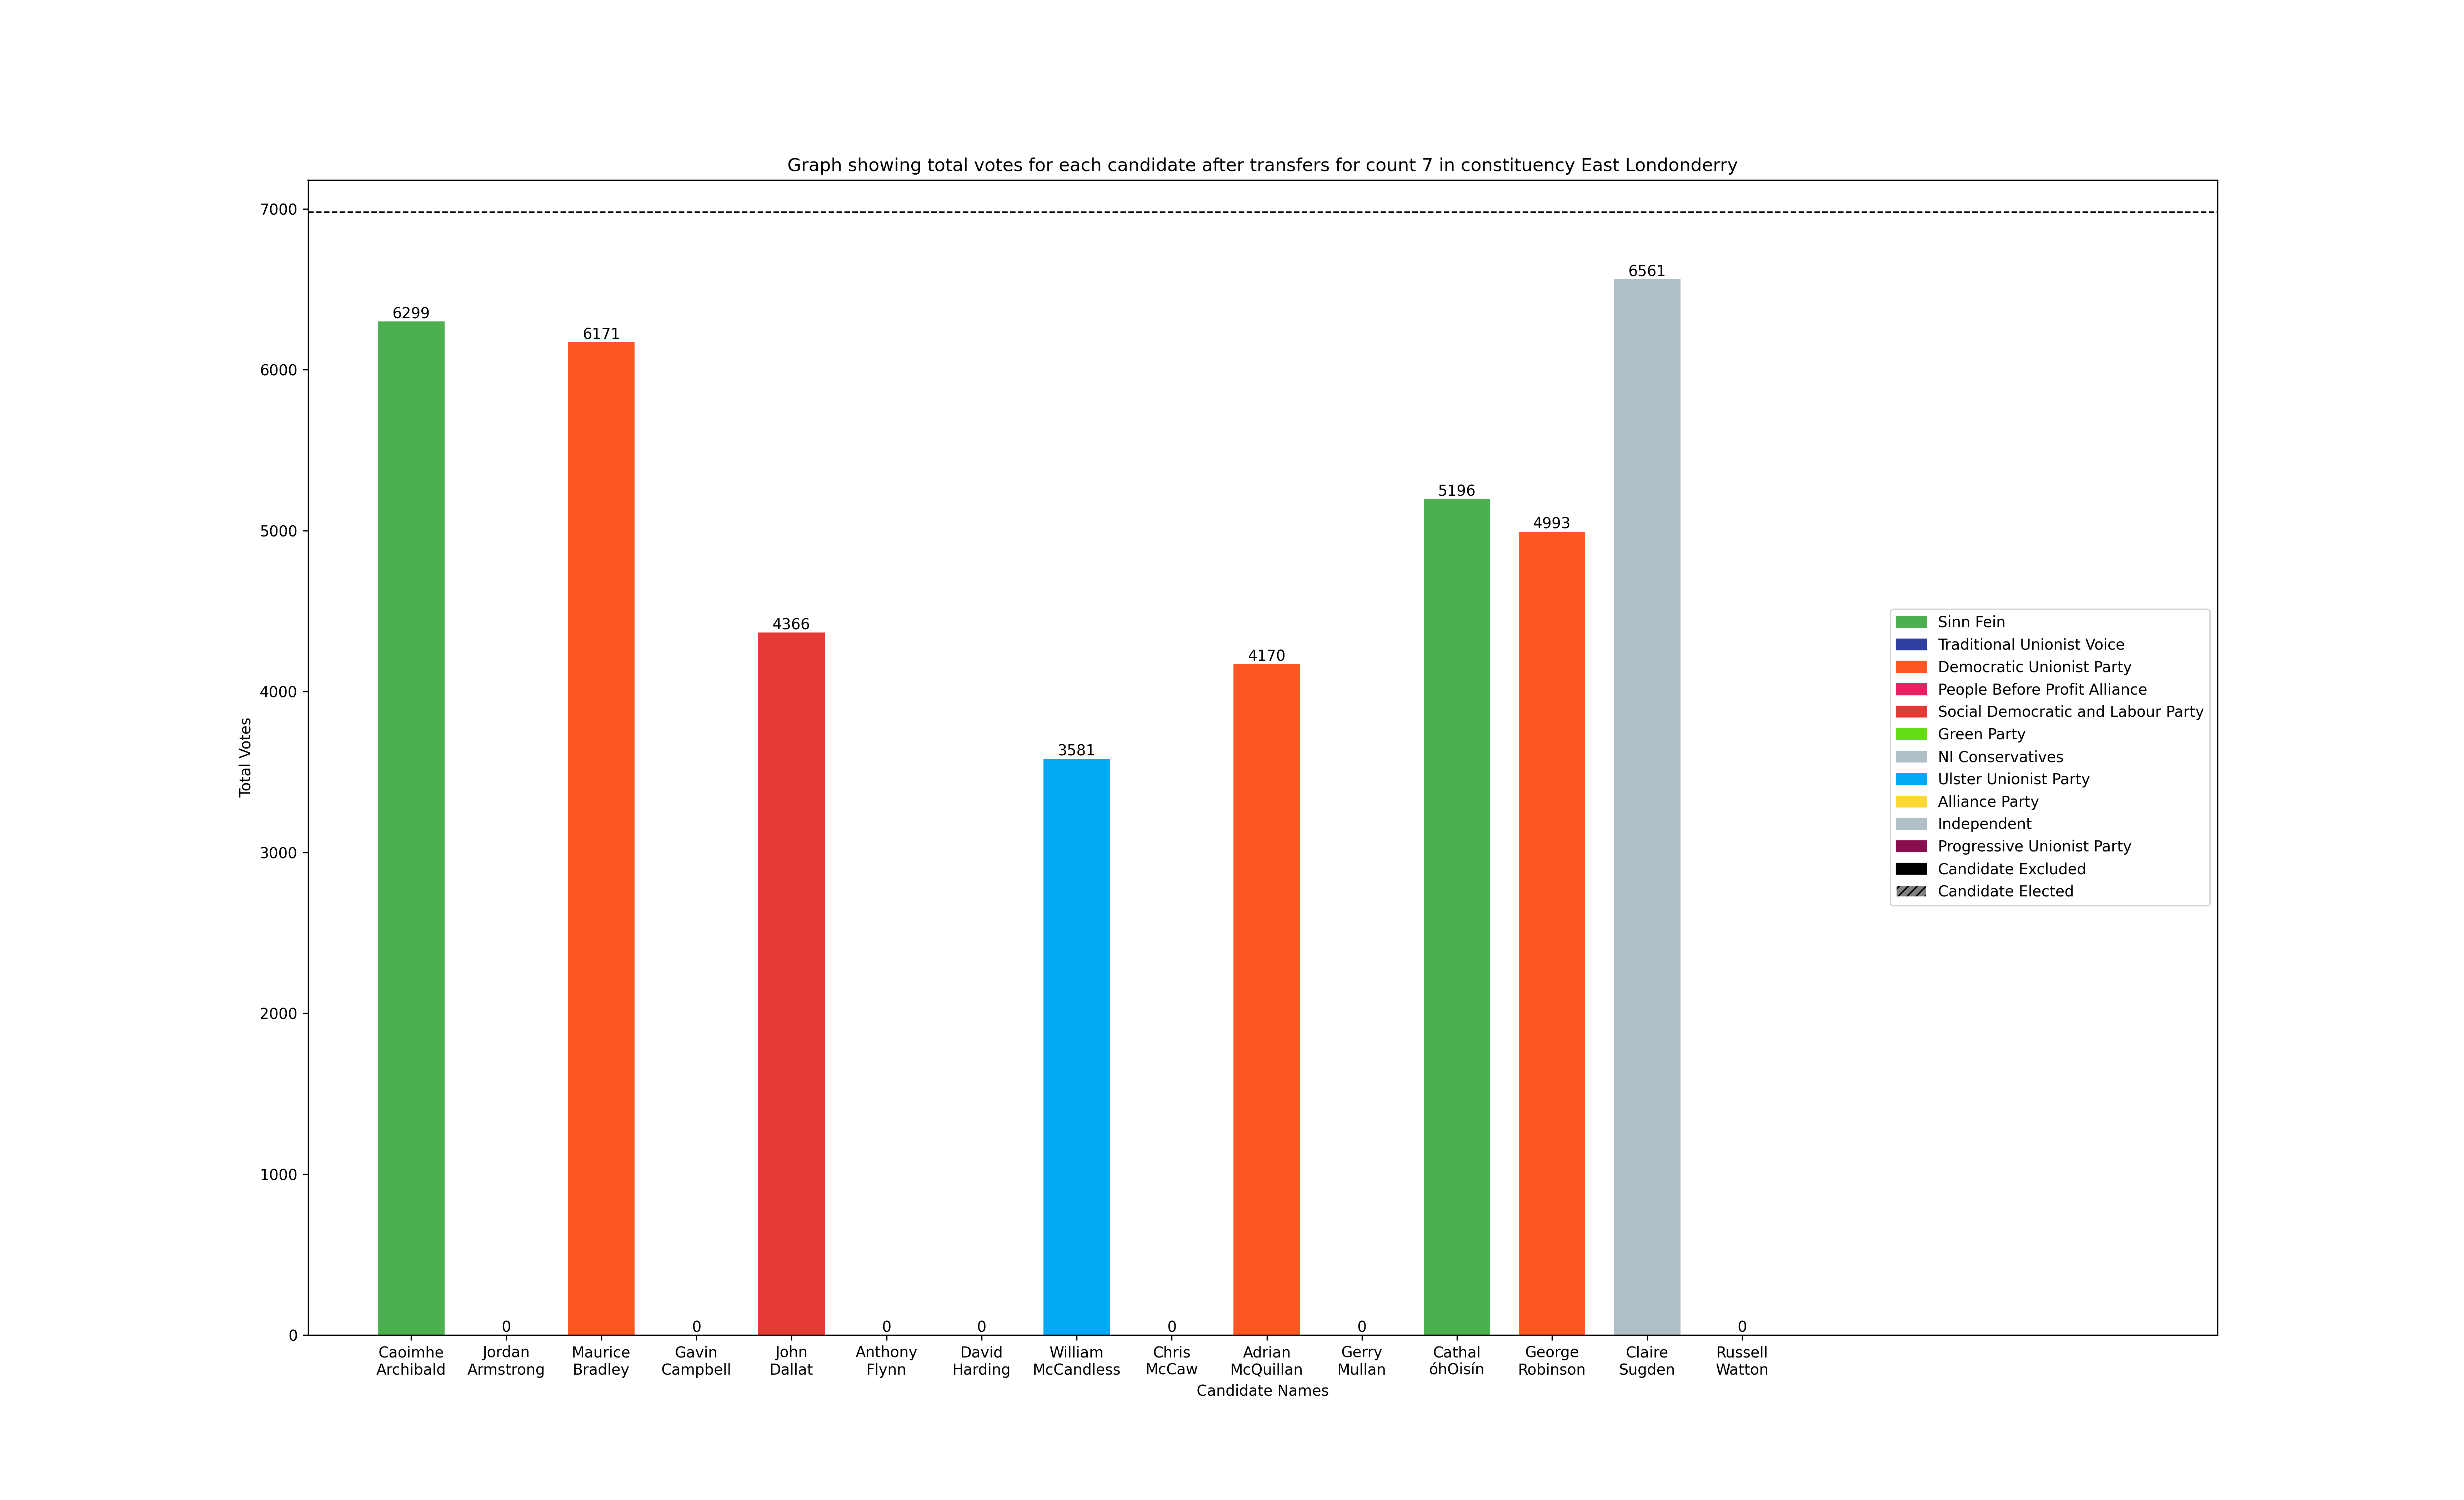 Graph showing total votes for each candidate after transfers for count 7 in constituency East Londonderry
Total Votes
7000
6000
5000
4000
3000
2000
1000
0
6299
0
6171
0
4366
0
0
3581
0
4170
0
5196
4993
6561
0
Caoimhe
Archibald
Jordan
Armstrong
Maurice
Bradley
Gavin
Campbell
John
Dallat
Anthony
Flynn
David
Harding
William
McCandless
Chris
McCaw
Adrian
McQuillan
Gerry
Mullan
Cathal
óhOisín
George
Robinson
Claire
Sugden
Russell
Watton
Candidate Names
Sinn Fein
Traditional Unionist Voice
Democratic Unionist Party
People Before Profit Alliance
Social Democratic and Labour Party
Green Party
NI Conservatives
Ulster Unionist Party
Alliance Party
Independent
Progressive Unionist Party
Candidate Excluded
Candidate Elected